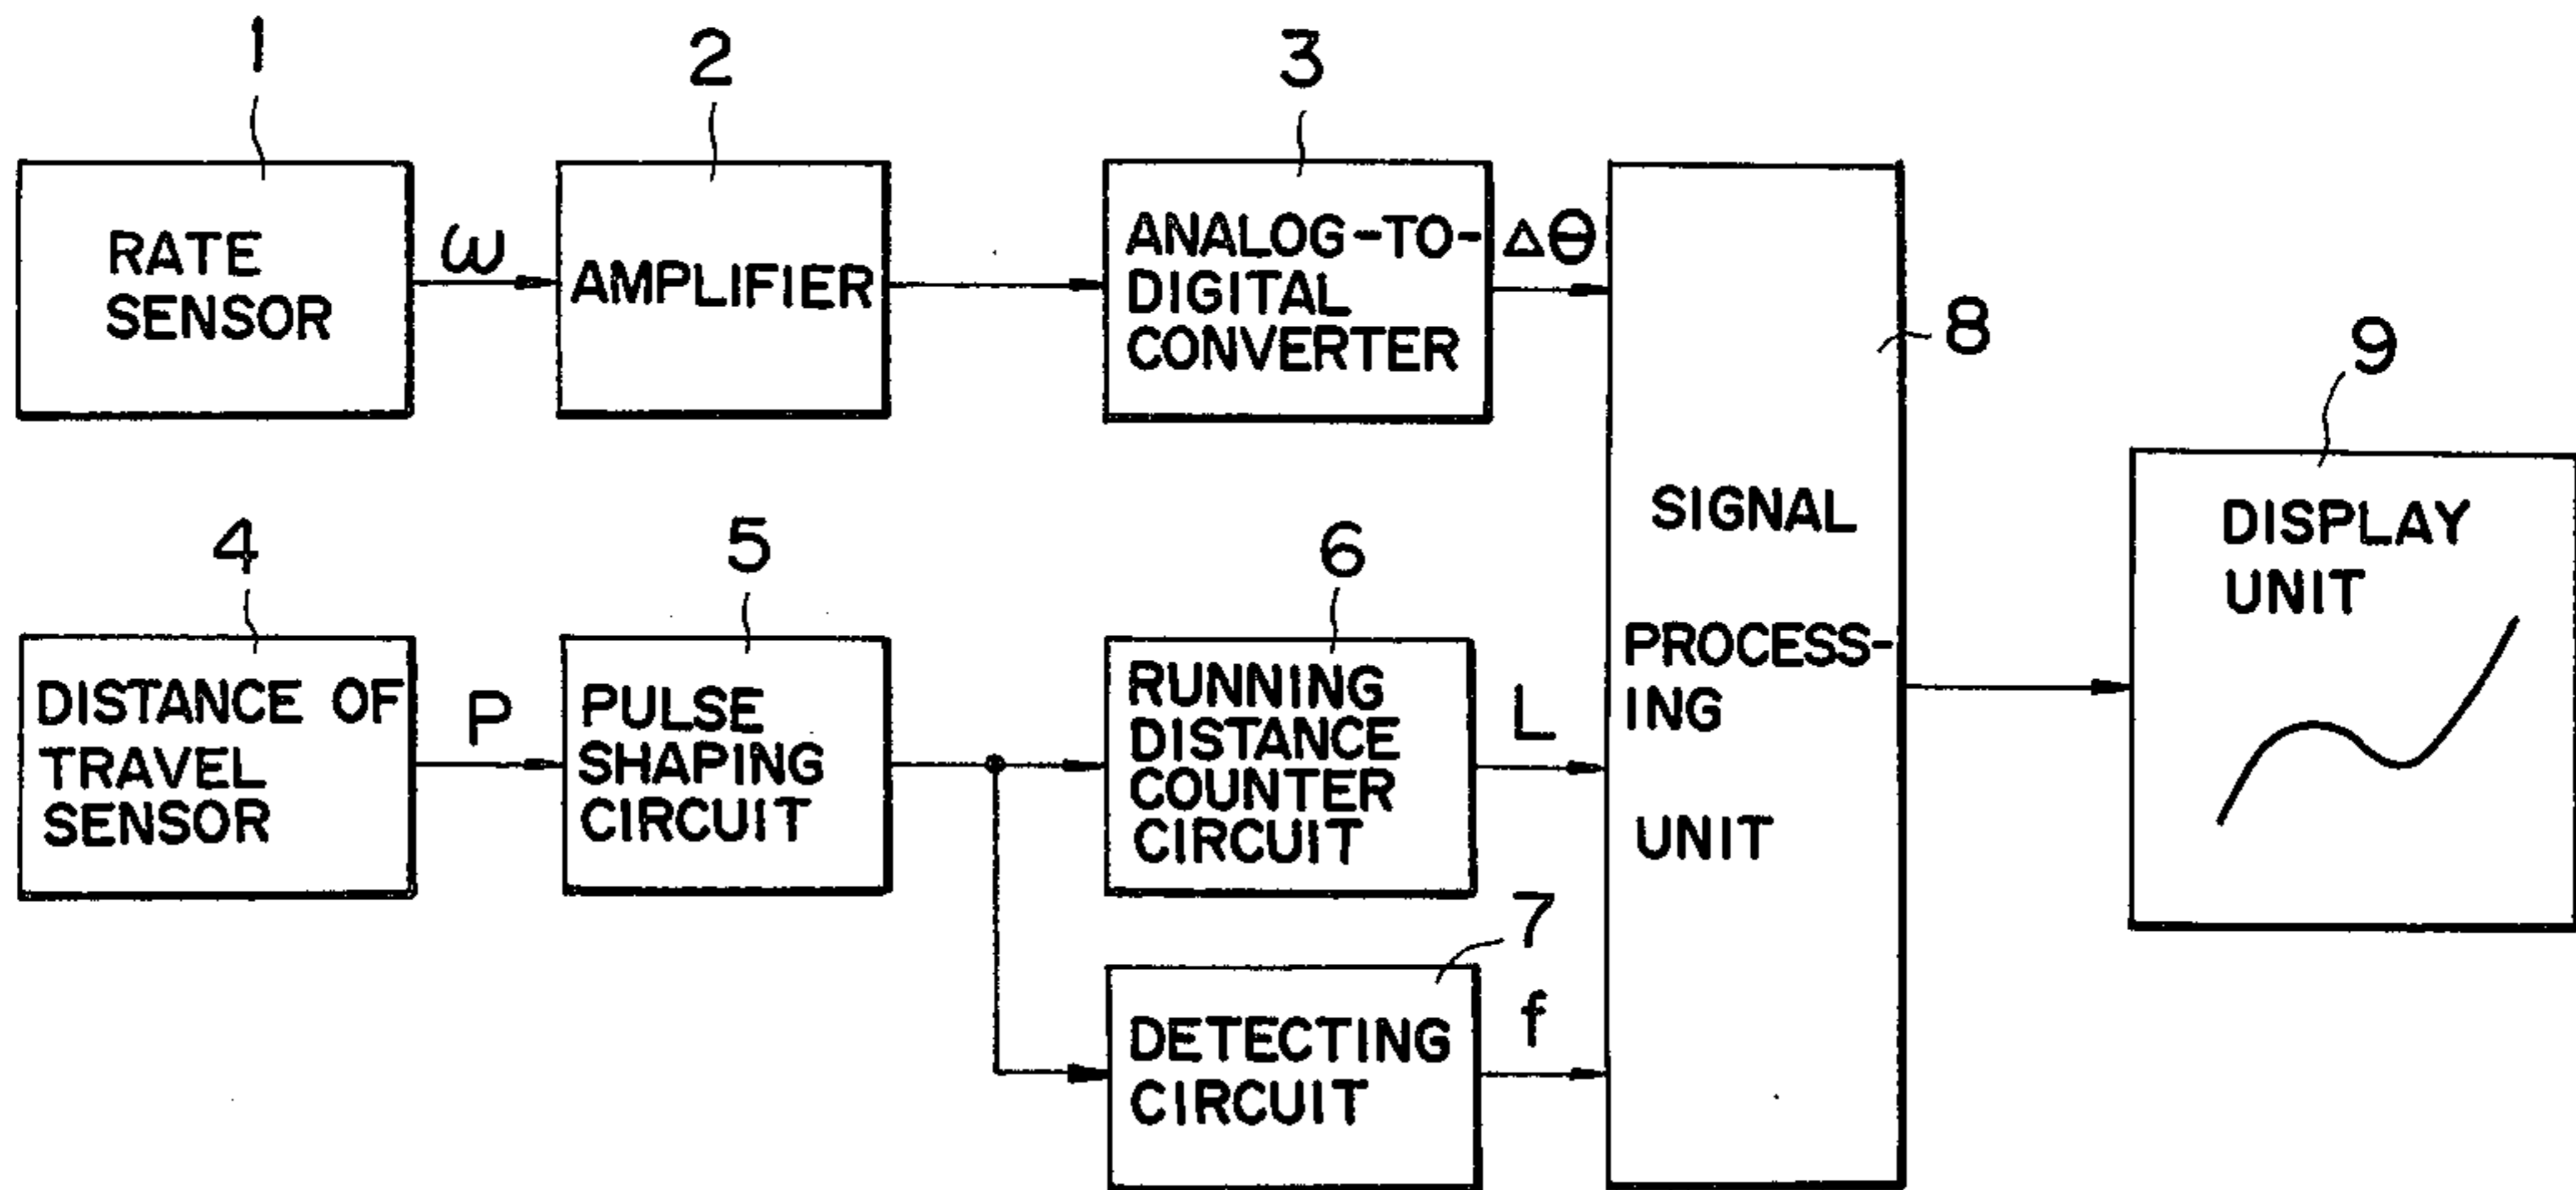 1
2
3
RATE
SENSOR
ω
AMPLIFIER
ANALOG-TO-
DIGITAL
CONVERTER
Δθ
8
SIGNAL
PROCESS-
ING
UNIT
9
DISPLAY
UNIT
4
5
6
DISTANCE OF
TRAVEL
SENSOR
P
PULSE
SHAPING
CIRCUIT
RUNNING
DISTANCE
COUNTER
CIRCUIT
L
7
DETECTING
CIRCUIT
f